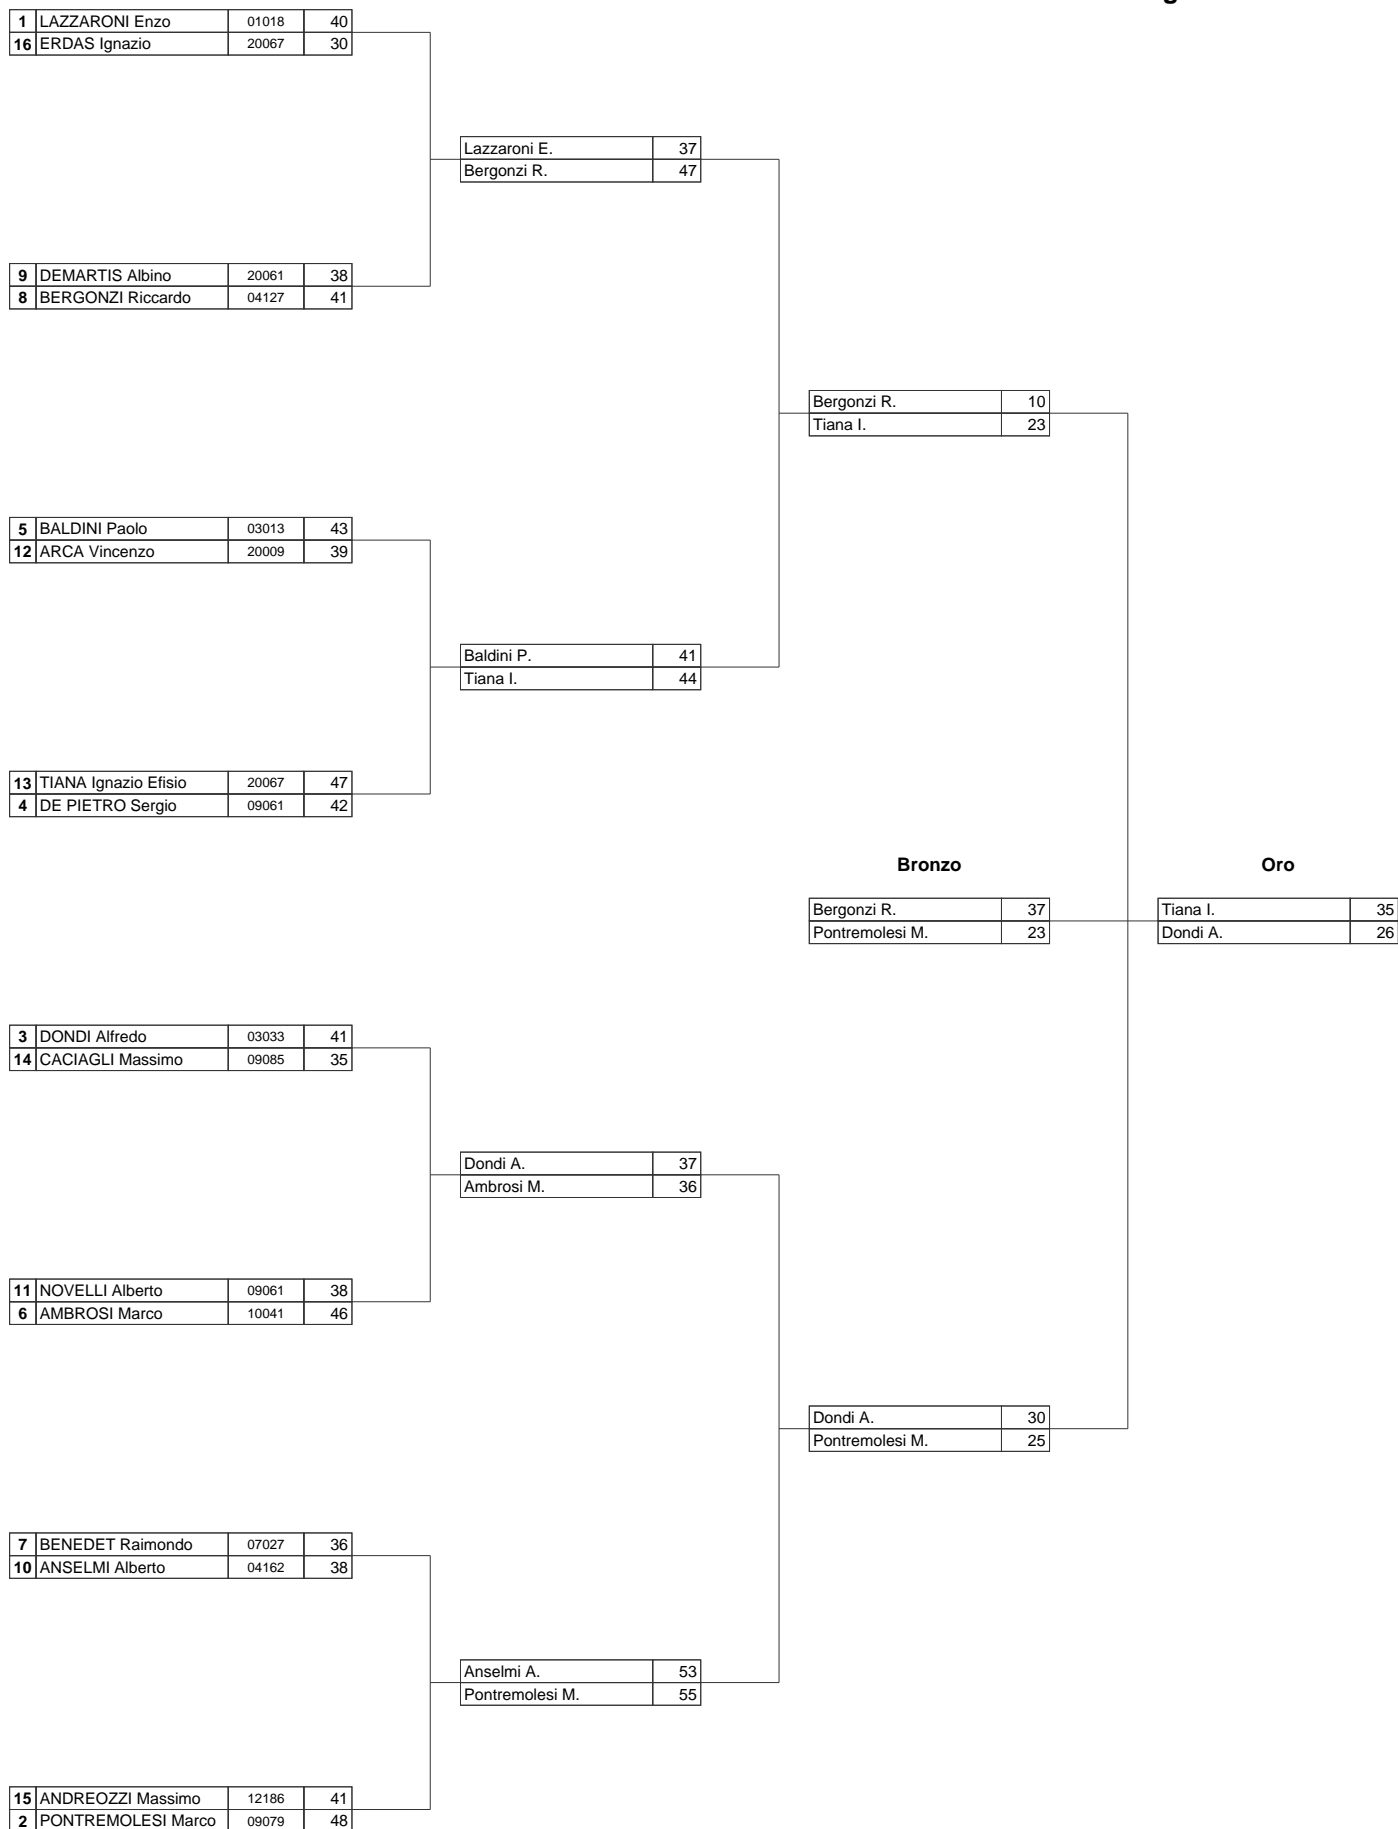 1 LAZZARONI Enzo 01018 40
16 ERDAS Ignazio 20067 30
Lazzaroni E. 37
Bergonzi R. 47
9 DEMARTIS Albino 20061 38
8 BERGONZI Riccardo 04127 41
Bergonzi R. 10
Tiana I. 23
5 BALDINI Paolo 03013 43
12 ARCA Vincenzo 20009 39
Baldini P. 41
Tiana I. 44
13 TIANA Ignazio Efisio 20067 47
4 DE PIETRO Sergio 09061 42
Bronzo Oro
Bergonzi R. 37 Tiana I. 35
Pontremolesi M. 23 Dondi A. 26
3 DONDI Alfredo 03033 41
14 CACIAGLI Massimo 09085 35
Dondi A. 37
Ambrosi M. 36
11 NOVELLI Alberto 09061 38
6 AMBROSI Marco 10041 46
Dondi A. 30
Pontremolesi M. 25
7 BENEDET Raimondo 07027 36
10 ANSELMI Alberto 04162 38
Anselmi A. 53
Pontremolesi M. 55
15 ANDREOZZI Massimo 12186 41
2 PONTREMOLESI Marco 09079 48